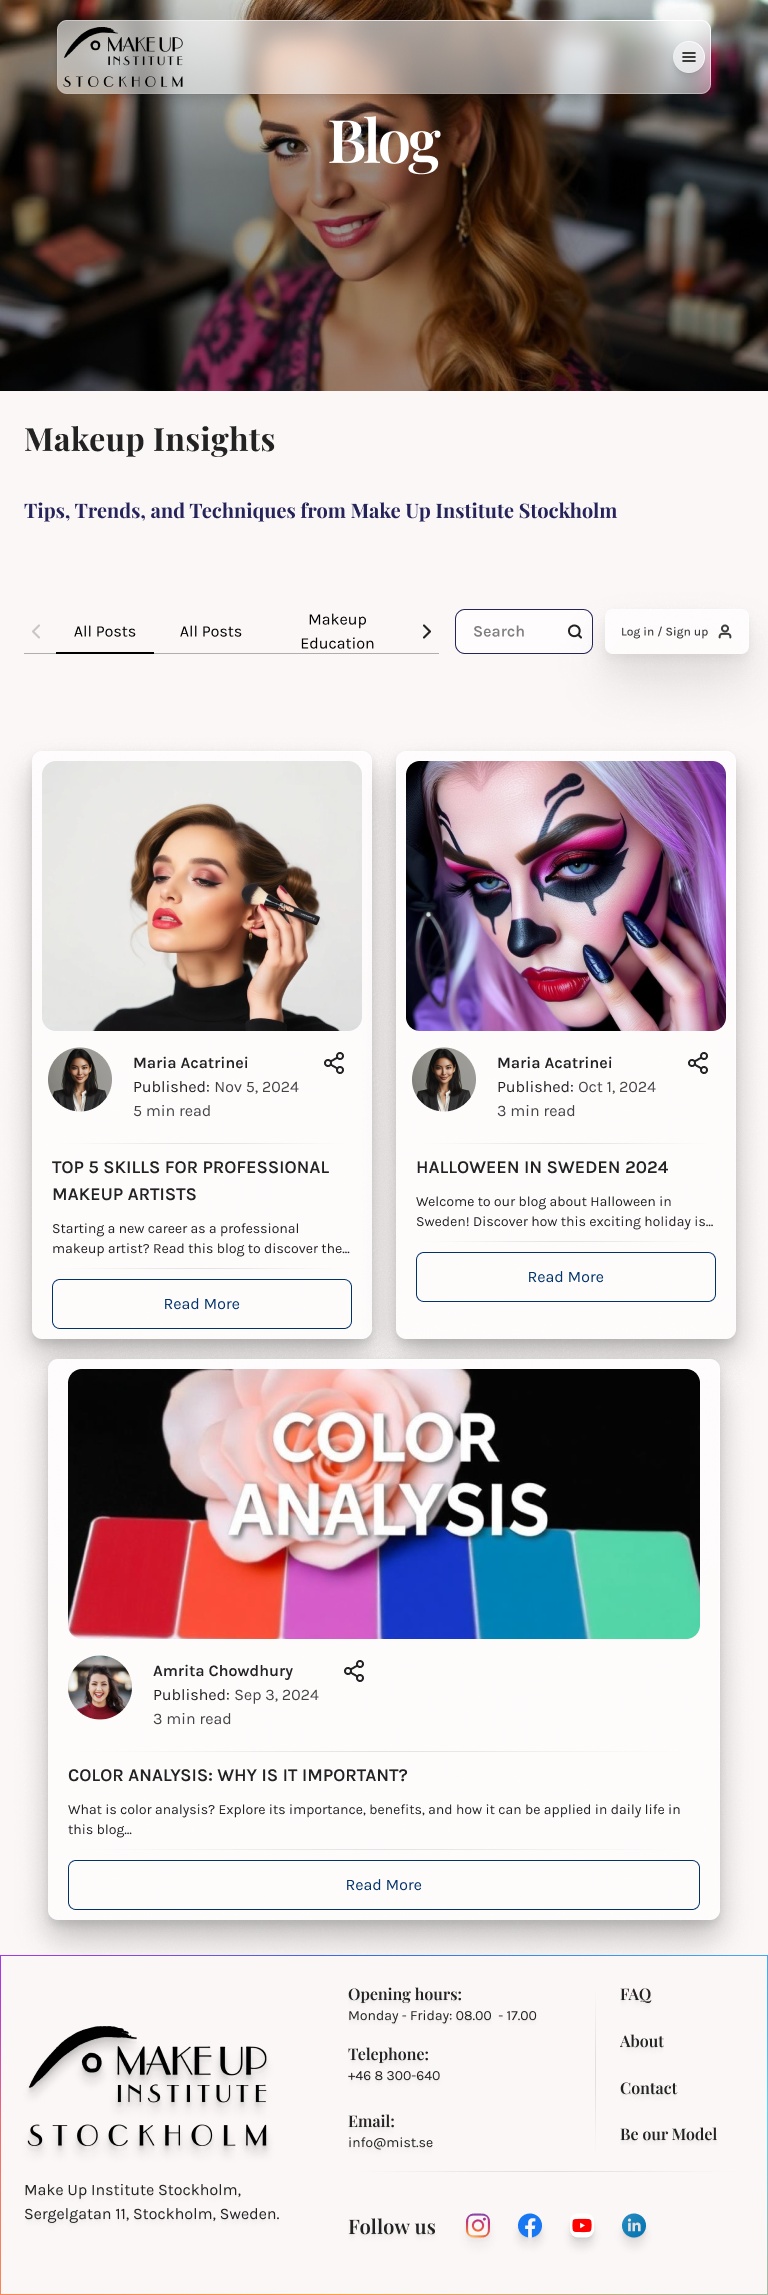 MAKEUP
INSTITUTE
STOCKHOLM
Blog
Makeup Insights
Tips, Trends, and Techniques from Make Up Institute Stockholm
All Posts
All Posts
Makeup
Education
Search
Log in / Sign up
Maria Acatrinei
Published: Nov 5, 2024
5 min read
TOP 5 SKILLS FOR PROFESSIONAL
MAKEUP ARTISTS
Starting a new career as a professional
makeup artist? Read this blog to discover the...
Read More
Maria Acatrinei
Published: Oct 1, 2024
3 min read
HALLOWEEN IN SWEDEN 2024
Welcome to our blog about Halloween in
Sweden! Discover how this exciting holiday is...
Read More
COLOR
ANALYSIS
Amrita Chowdhury
Published: Sep 3, 2024
3 min read
COLOR ANALYSIS: WHY IS IT IMPORTANT?
What is color analysis? Explore its importance, benefits, and how it can be applied in daily life in
this blog...
Read More
MAKEUP
INSTITUTE
STOCKHOLM
Make Up Institute Stockholm,
Sergelgatan 11, Stockholm, Sweden.
Opening hours:
Monday - Friday: 08.00 - 17.00
Telephone:
+46 8 300-640
Email:
info@mist.se
FAQ
About
Contact
Be our Model
Follow us
in